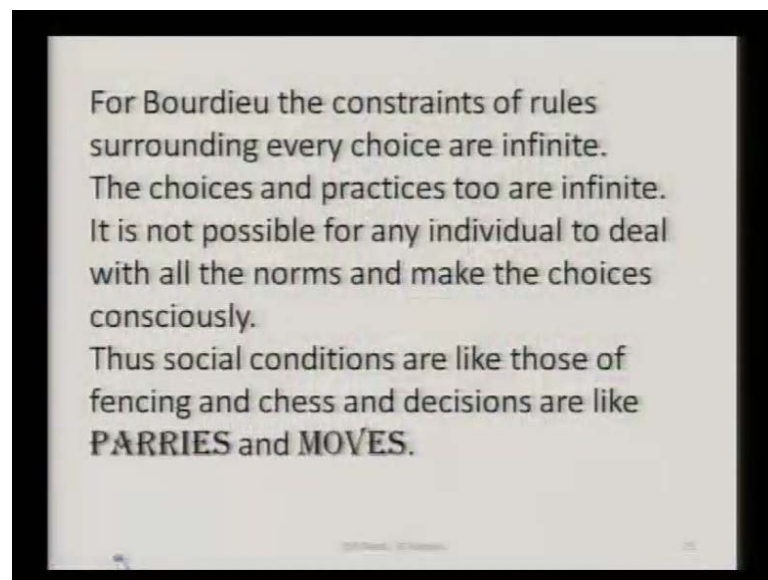 For Bourdieu the constraints of rules
surrounding every choice are infinite.
The choices and practices too are infinite.
It is not possible for any individual to deal
with all the norms and make the choices
consciously.
Thus social conditions are like those of
fencing and chess and decisions are like
PARRIES and MOVES.